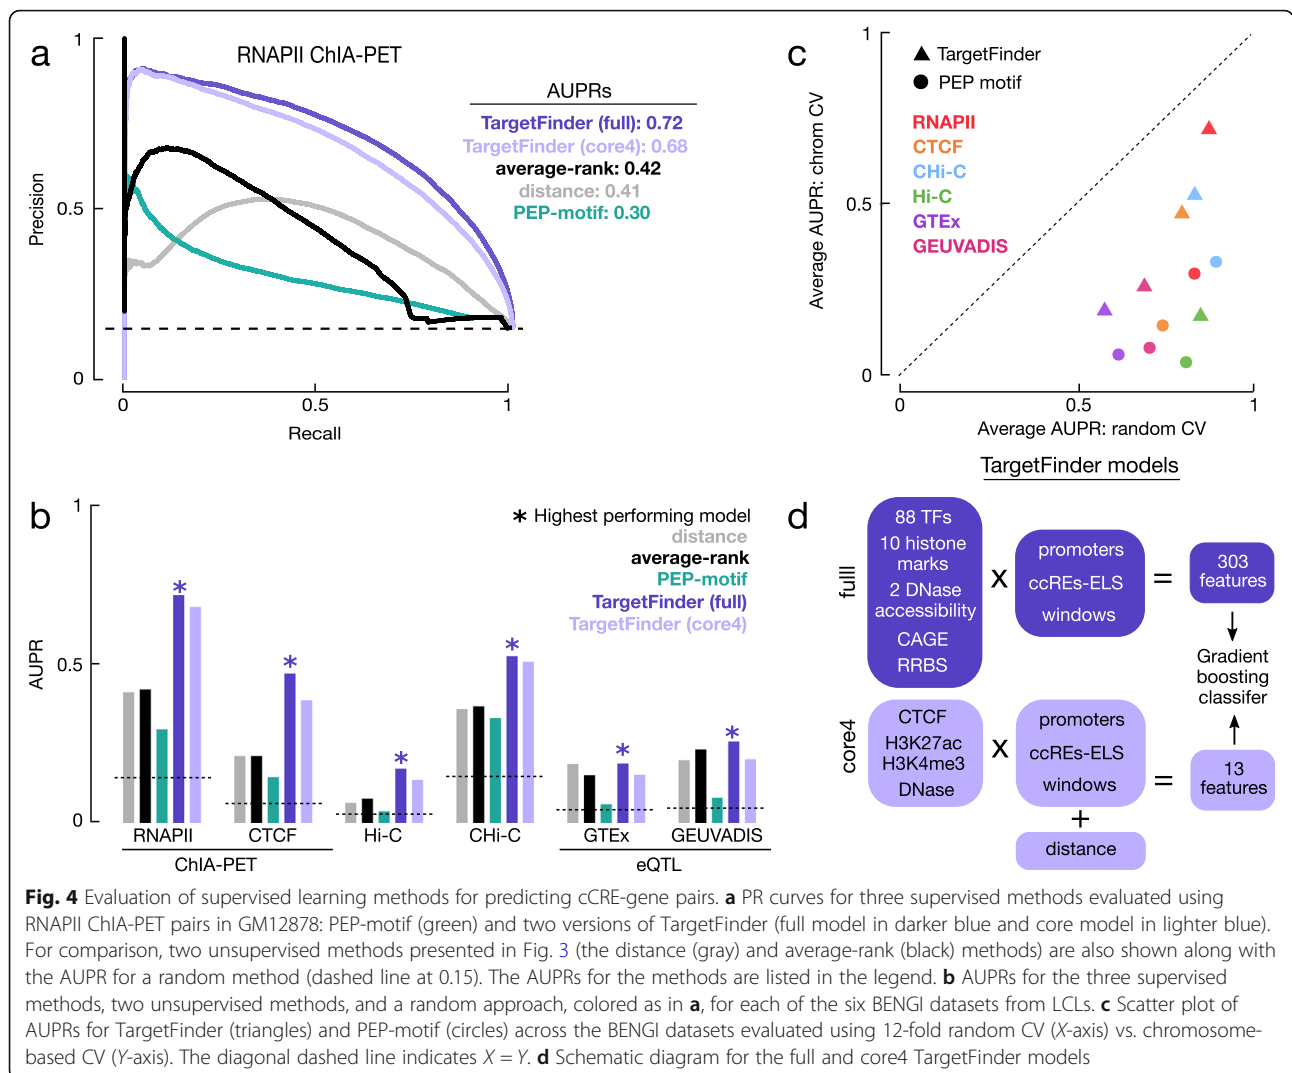 a
RNAPII ChIA-PET
1
0.5
0
Precision
0
0.5
1
Recall
AUPRs
TargetFinder (full): 0.72
TargetFinder (core4): 0.68
average-rank: 0.42
distance: 0.41
PEP-motif: 0.30
c
1
0.5
0
Average AUPR: chrom CV
TargetFinder
PEP motif
RNAPII
CTCF
CHi-C
Hi-C
GTEx
GEUVADIS
0
0.5
1
Average AUPR: random CV
b
1
0.5
0
AUPR
* Highest performing model
distance
average-rank
PEP-motif
TargetFinder (full)
TargetFinder (core4)
*
*
*
*
*
*
RNAPII
CTCF
Hi-C
CHi-C
GTEx
GEUVADIS
ChIA-PET
eQTL
TargetFinder models
d
fulll
88 TFs
10 histone
marks
2 DNase
accessibility
CAGE
RRBS
X
promoters
ccREs-ELS
windows
=
303
features
Gradient
boosting
classifer
core4
CTCF
H3K27ac
H3K4me3
DNase
X
promoters
ccREs-ELS
windows
=
13
features
+
distance
Fig. 4 Evaluation of supervised learning methods for predicting cCRE-gene pairs. a PR curves for three supervised methods evaluated using
RNAPII ChIA-PET pairs in GM12878: PEP-motif (green) and two versions of TargetFinder (full model in darker blue and core model in lighter blue).
For comparison, two unsupervised methods presented in Fig. 3 (the distance (gray) and average-rank (black) methods) are also shown along with
the AUPR for a random method (dashed line at 0.15). The AUPRs for the methods are listed in the legend. b AUPRs for the three supervised
methods, two unsupervised methods, and a random approach, colored as in a, for each of the six BENGI datasets from LCLs. c Scatter plot of
AUPRs for TargetFinder (triangles) and PEP-motif (circles) across the BENGI datasets evaluated using 12-fold random CV (X-axis) vs. chromosome-
based CV (Y-axis). The diagonal dashed line indicates X = Y. d Schematic diagram for the full and core4 TargetFinder models